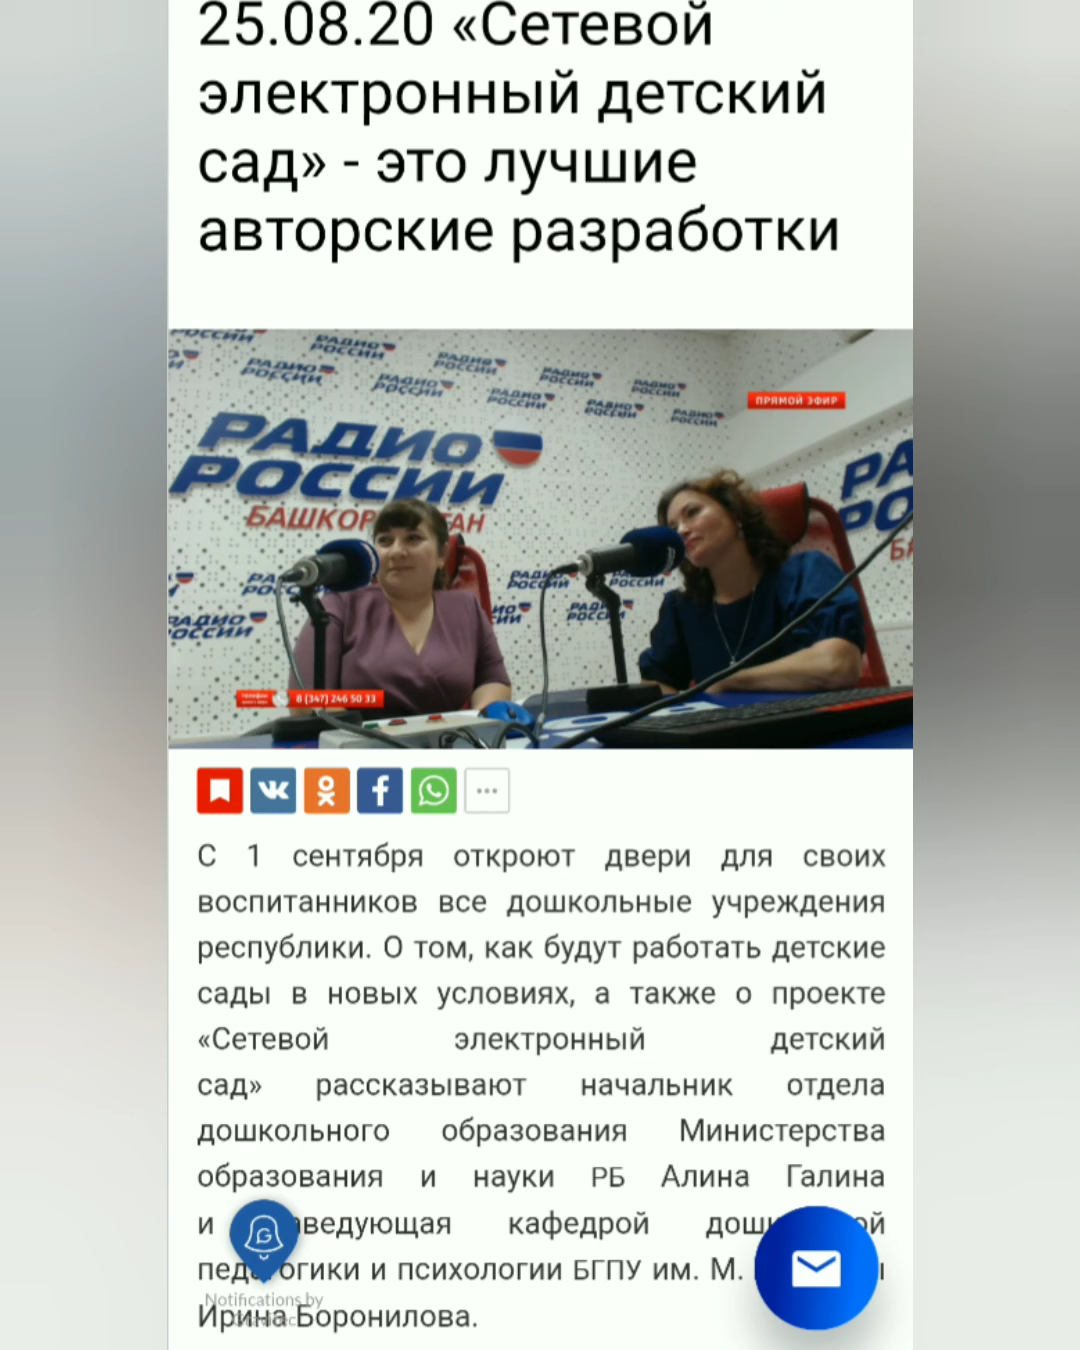 25.08.20 «Сетевой
электронный детский
сад» - это лучшие
авторские разработки
РАДИО
РОССИИ
ПРЯМОЙ ЭФИР
8 (347) 246 50 33
С 1 сентября откроют двери для своих
воспитанников все дошкольные учреждения
республики. О том, как будут работать детские
сады в новых условиях, а также о проекте
«Сетевой электронный детский
сад» рассказывают начальник отдела
дошкольного образования Министерства
образования и науки РБ Алина Галина
и кафедрой
и психологии БГПУ им. М.
Notifications by
Ирина Боронилова.